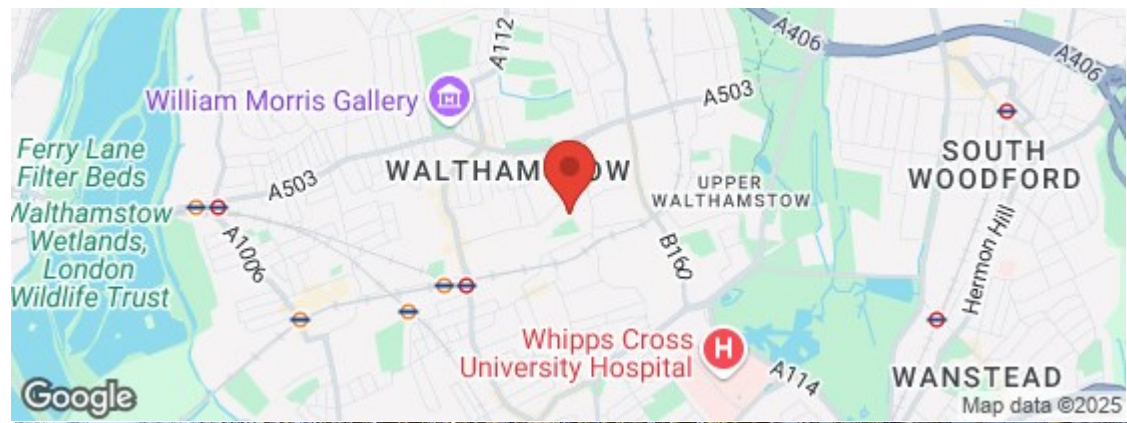 A406
A112
A406
William Morris Gallery
A503
Ferry Lane
Filter Beds
WALTHAMSTOW
SOUTH
WOODFORD
A503
UPPER
WALTHAMSTOW
Walthamstow
Wetlands,
London
Wildlife Trust
A1006
B160
Hermon Hill
Whipps Cross
University Hospital
H
A114
WANSTEAD
Google
Map data ©2025